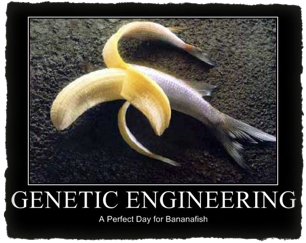 GENETIC ENGINEERING
A Perfect Day for Bananafish